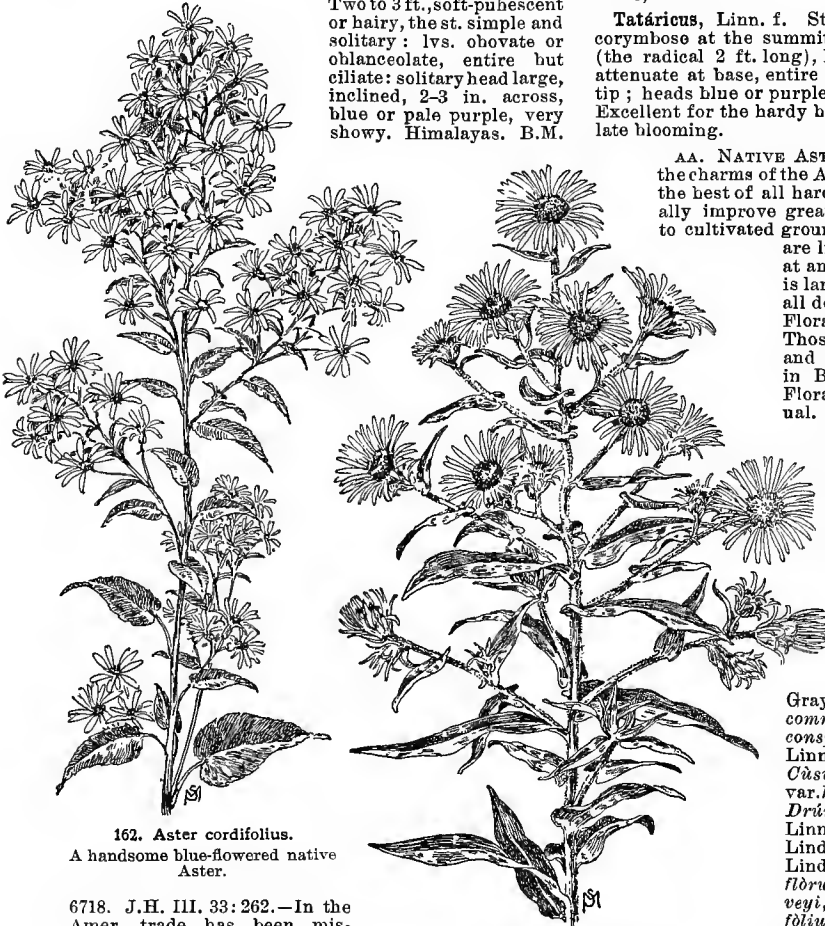 Two to 3 ft., soft-pubescent
or hairy, the st. simple and
solitary: lvs. obovate or
oblanceolate, entire but
ciliate: solitary head large,
inclined, 2-3 in. across,
blue or pale purple, very
showy. Himalayas. B.M.
162. Aster cordifolius.
A handsome blue-flowered native
Aster.
6718. J.H. III. 33:262.—In the
Amer. trade has been mis-
Tatáricus, Linn. f. St
corymbose at the summit
(the radical 2 ft. long),
attenuate at base, entire
tip; heads blue or purple
Excellent for the hardy b
late blooming.
AA. NATIVE AST
the charms of the A
the best of all hard
ally improve grea
to cultivated groun
are l
at an
is lar
all de
Flora
Thos
and
in B
Flora
ual.
Gray
comm
cons
Linn
Cùsi
var.
Drú
Linn
Lind
Lind
flòru
veyi,
fòliu